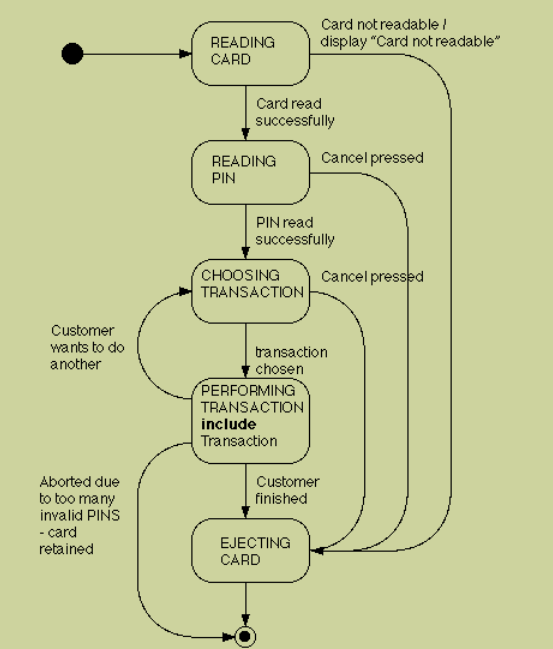 READING
CARD
Card not readable /
display "Card not readable"
Card read
successfully
READING
PIN
Cancel pressed
PIN read
successfully
CHOOSING
TRANSACTION
Cancel pressed
Customer
wants to do
another
transaction
chosen
PERFORMING
TRANSACTION
include
Transaction
Aborted due
to too many
invalid PINS
- card
retained
Customer
finished
EJECTING
CARD